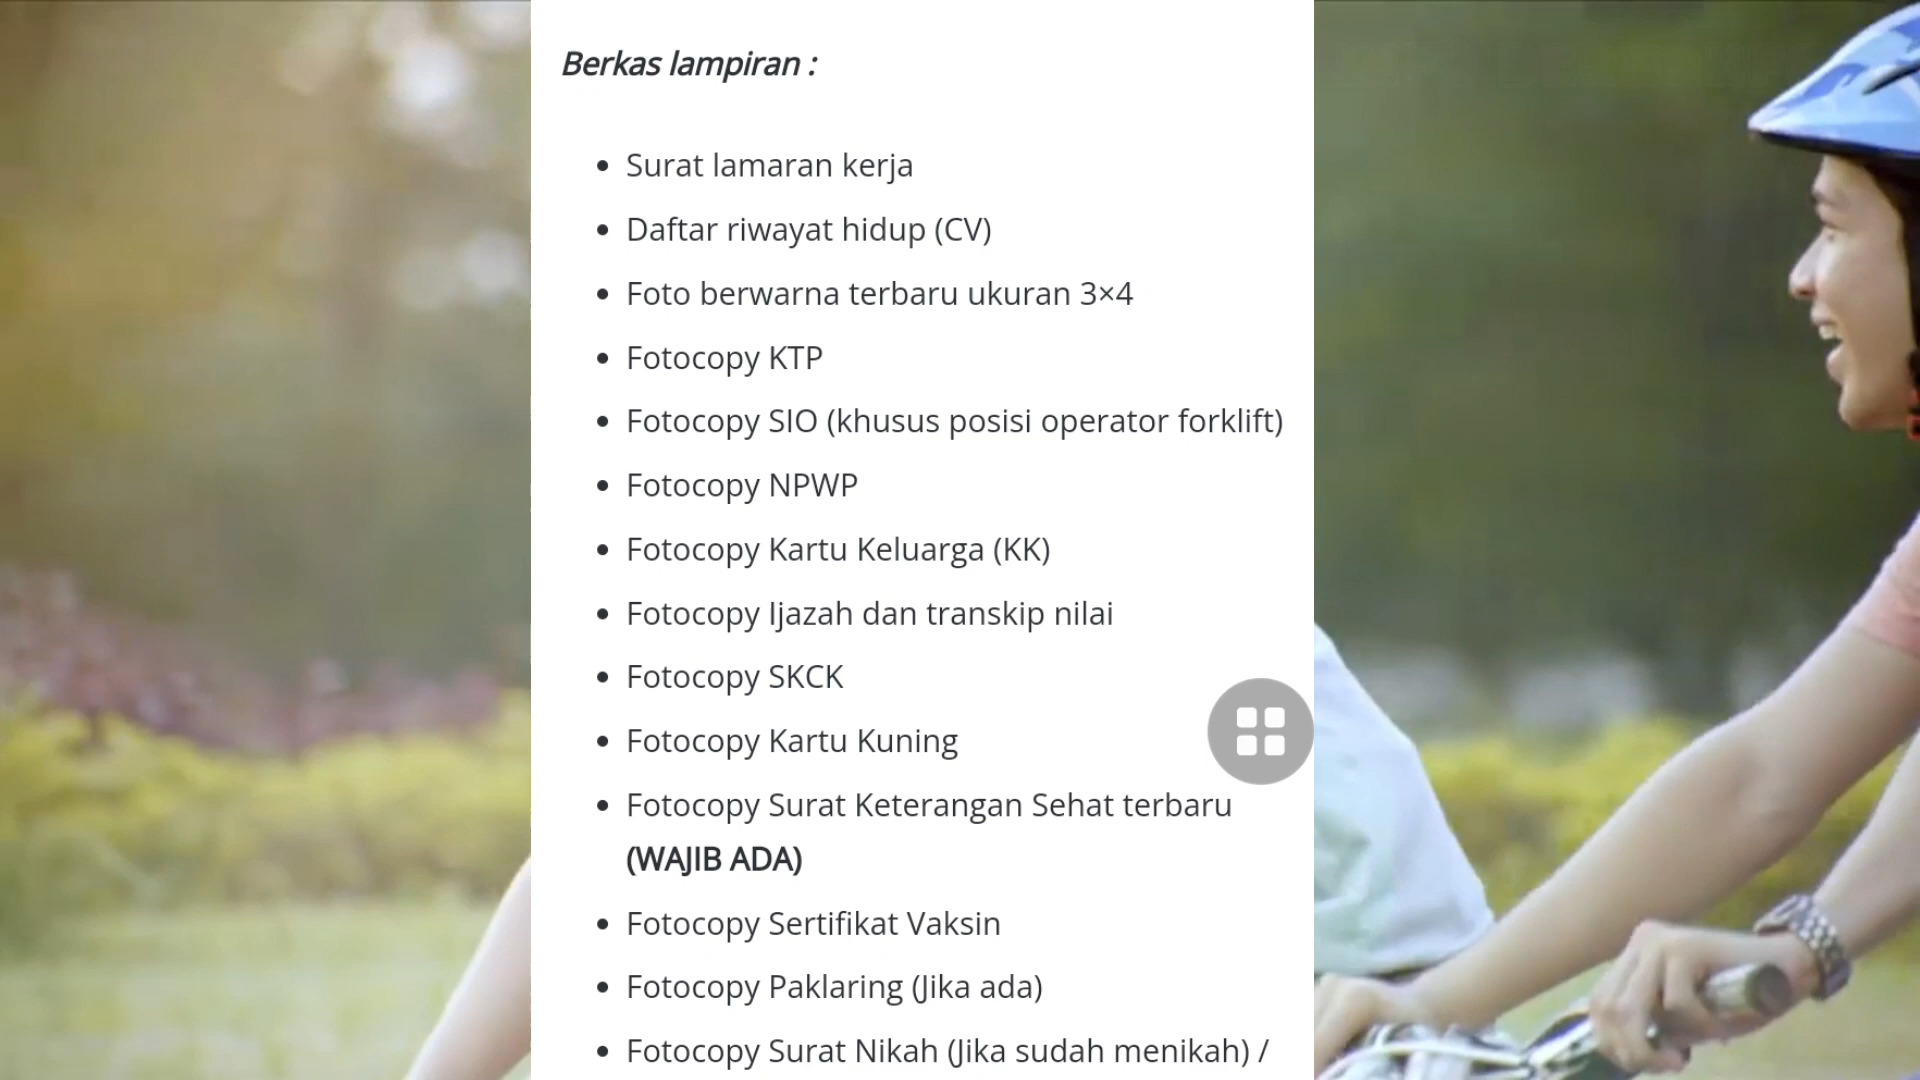 Berkas lampiran :
• Surat lamaran kerja
• Daftar riwayat hidup (CV)
• Foto berwarna terbaru ukuran 3×4
• Fotocopy KTP
• Fotocopy SIO (khusus posisi operator forklift)
• Fotocopy NPWP
• Fotocopy Kartu Keluarga (KK)
• Fotocopy Ijazah dan transkip nilai
• Fotocopy SKCK
• Fotocopy Kartu Kuning
• Fotocopy Surat Keterangan Sehat terbaru
(WAJIB ADA)
• Fotocopy Sertifikat Vaksin
• Fotocopy Paklaring (Jika ada)
• Fotocopy Surat Nikah (Jika sudah menikah) /